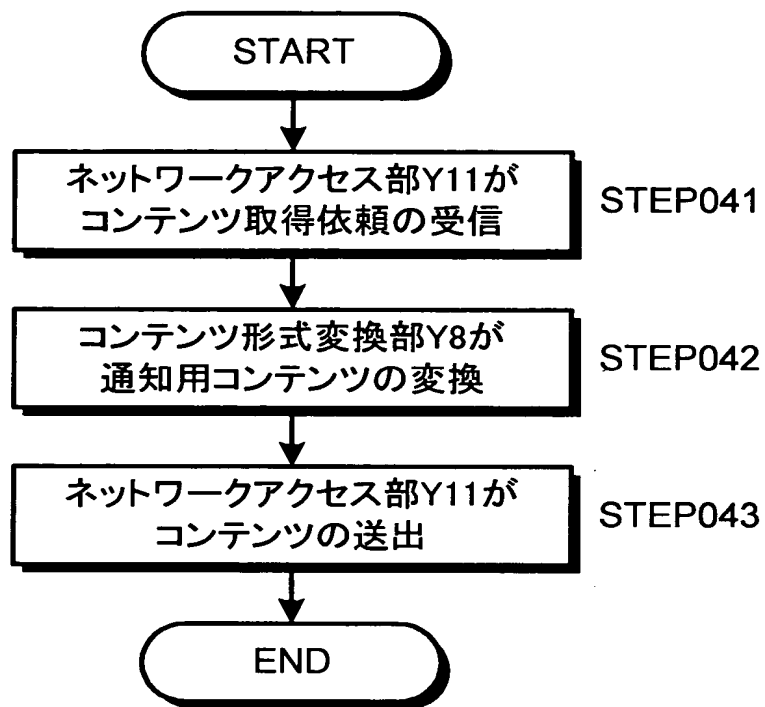 START
ネットワークアクセス部Y11が
コンテンツ取得依頼の受信
STEP041
コンテンツ形式変換部Y8が
通知用コンテンツの変換
STEP042
ネットワークアクセス部Y11が
コンテンツの送出
STEP043
END